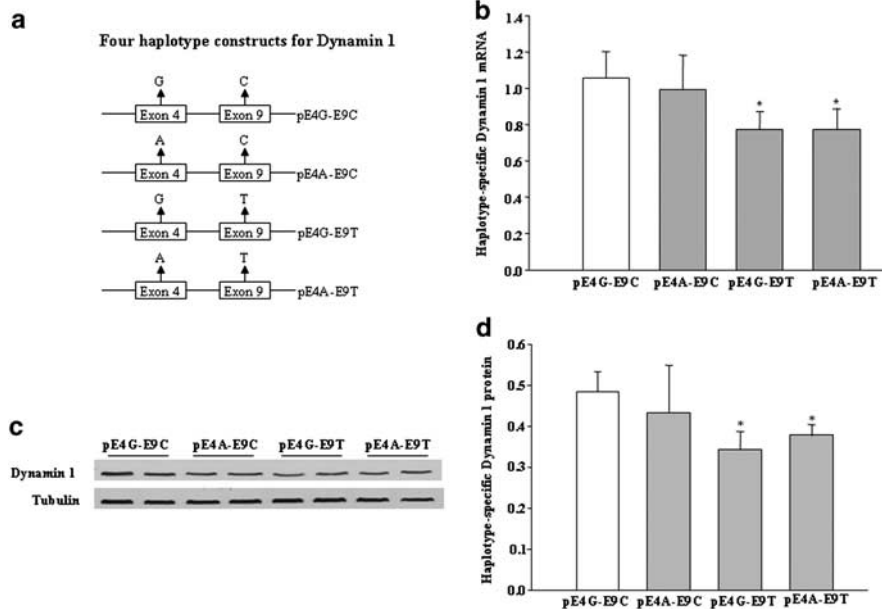 a
Four haplotype constructs for Dynamin 1
G C
Exon 4 Exon 9 pE4G-E9C
A C
Exon 4 Exon 9 pE4A-E9C
G T
Exon 4 Exon 9 pE4G-E9T
A T
Exon 4 Exon 9 pE4A-E9T
b
Haplotype-specific Dynamin 1 mRNA
1.4
1.2
1.0
0.8
0.6
0.4
0.2
0.0
* *
pE4G-E9C pE4A-E9C pE4G-E9T pE4A-E9T
c
pE4G-E9C pE4A-E9C pE4G-E9T pE4A-E9T
Dynamin 1
Tubulin
d
Haplotype-specific Dynamin 1 protein
0.6
0.5
0.4
0.3
0.2
0.1
0.0
* *
pE4G-E9C pE4A-E9C pE4G-E9T pE4A-E9T